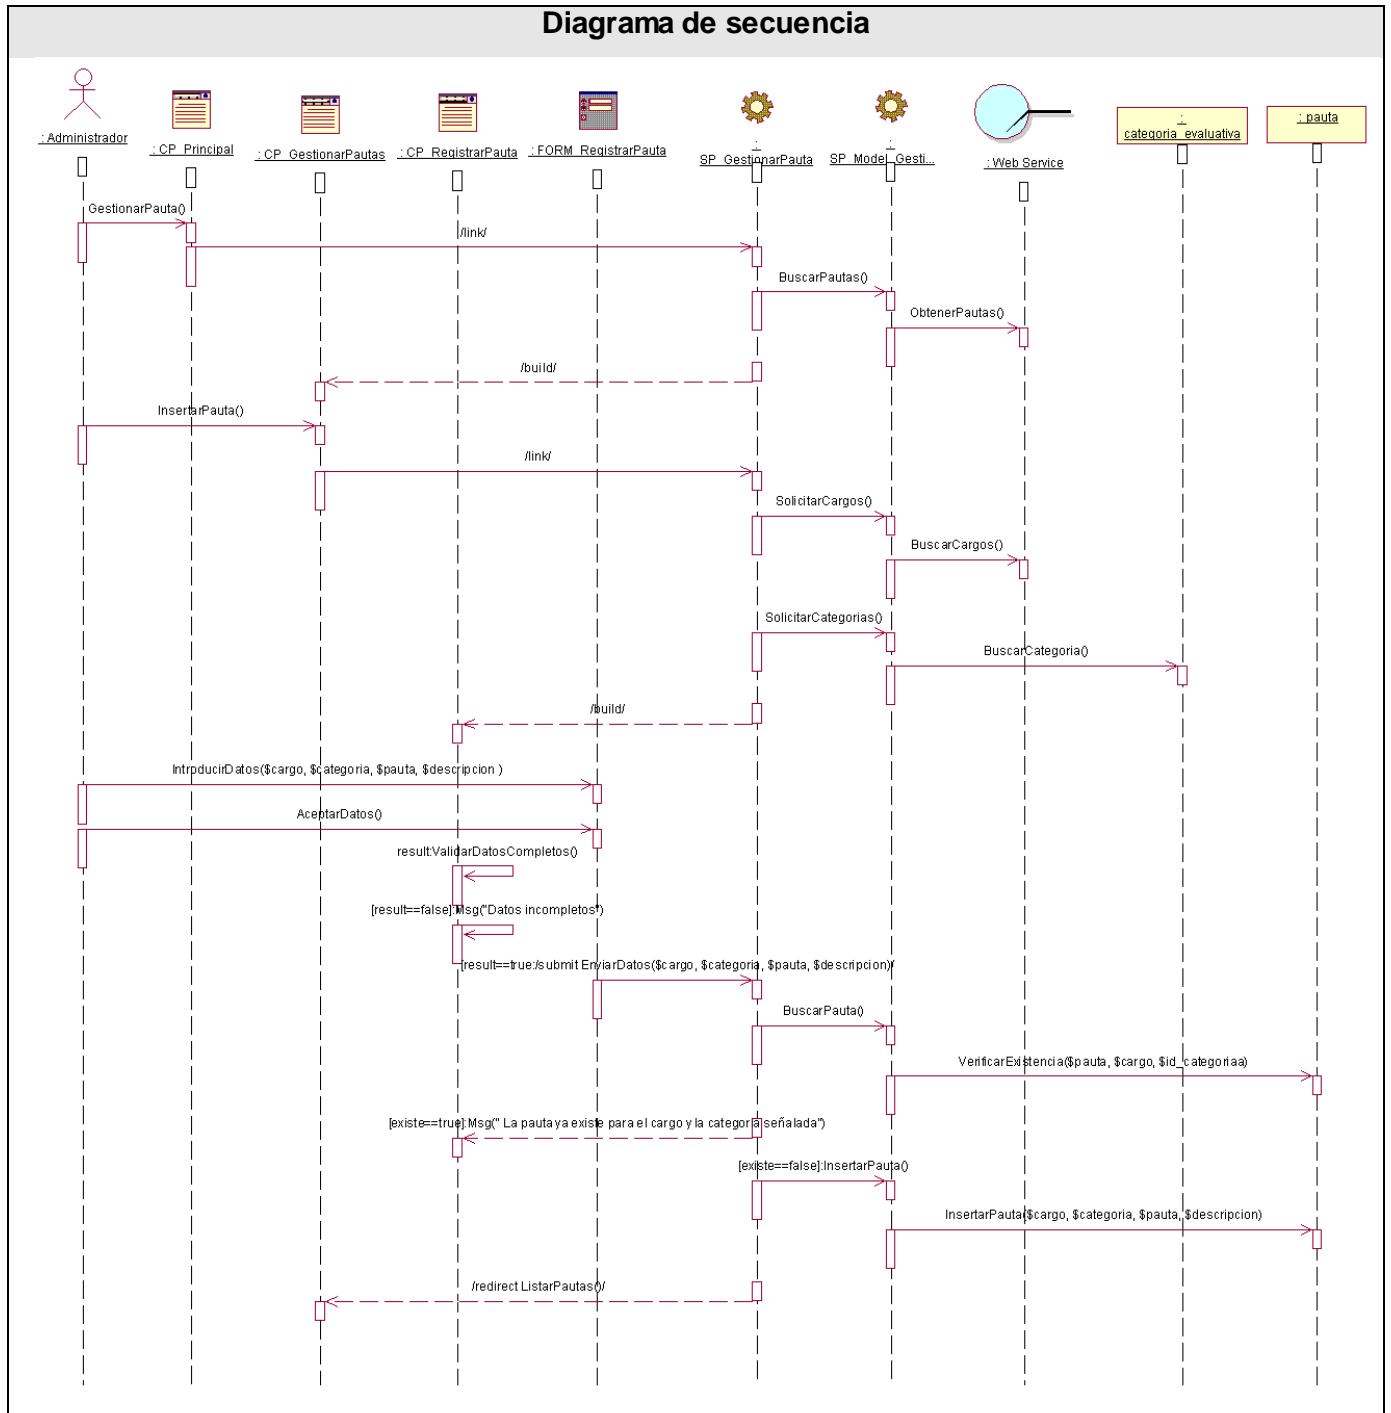 Diagrama de secuencia
: Administrador
: CP_Principal
: CP_GestionarPautas
: CP_RegistrarPauta
: FORM_RegistrarPauta
:
SP_GestionarPauta
:
SP_Model_Gesti...
: Web Service
:
categoria_evaluativa
: pauta
GestionarPauta()
/link/
BuscarPautas()
ObtenerPautas()
/build/
InsertarPauta()
/link/
SolicitarCargos()
BuscarCargos()
SolicitarCategorias()
BuscarCategoria()
/build/
IntroducirDatos($cargo, $categoria, $pauta, $descripcion )
AceptarDatos()
result:ValidarDatosCompletos()
[result==false]:Msg("Datos incompletos")
[result==true:/submit EnviarDatos($cargo, $categoria, $pauta, $descripcion)/
BuscarPauta()
VerificarExistencia($pauta, $cargo, $id_categoriaa)
[existe==true]:Msg(" La pauta ya existe para el cargo y la categoria señalada")
[existe==false]:InsertarPauta()
InsertarPauta($cargo, $categoria, $pauta, $descripcion)
/redirect ListarPautas()/